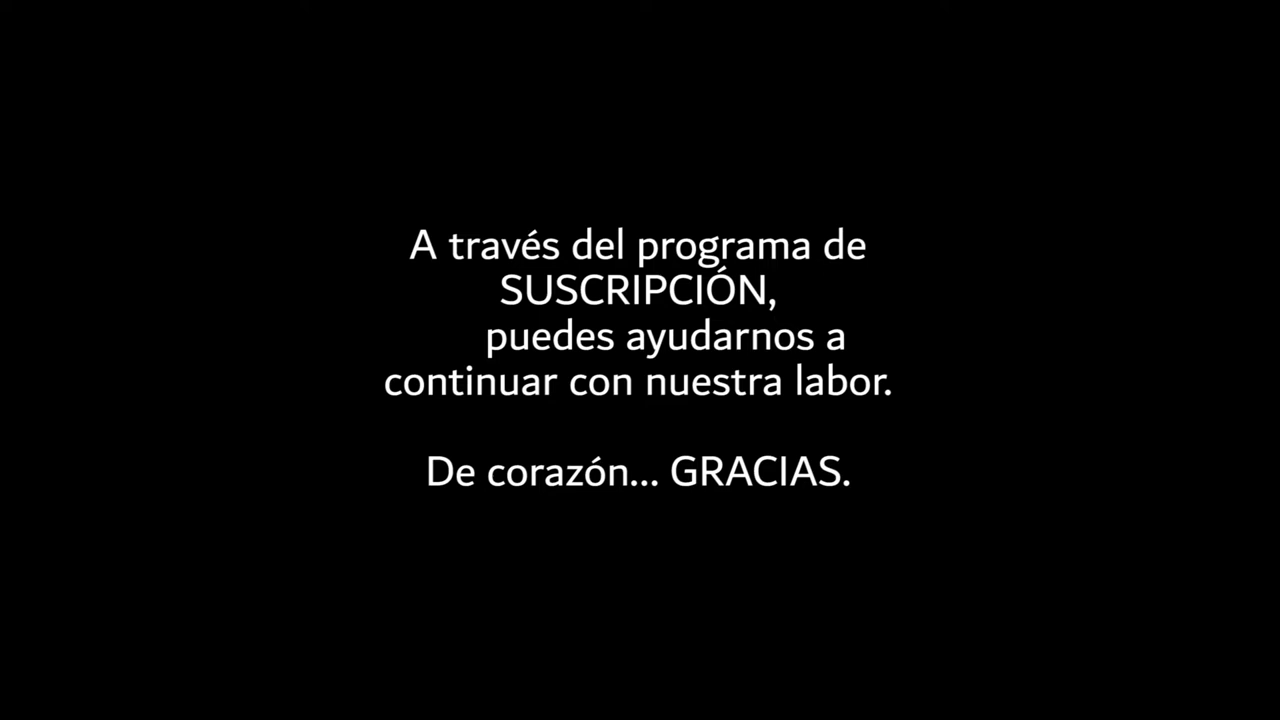 A través del programa de
SUSCRIPCIÓN,
puedes ayudarnos a
continuar con nuestra labor.
De corazón... GRACIAS.